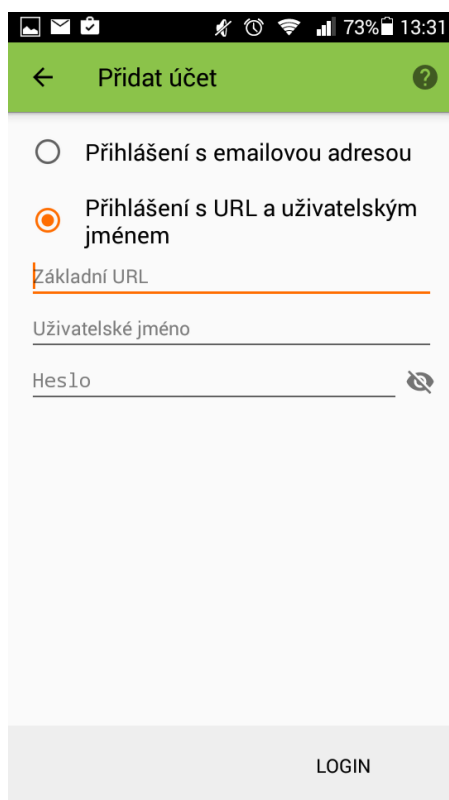 73% 13:31
Přidat účet
Přihlášení s emailovou adresou
Přihlášení s URL a uživatelským
jménem
Základní URL
Uživatelské jméno
Heslo
LOGIN